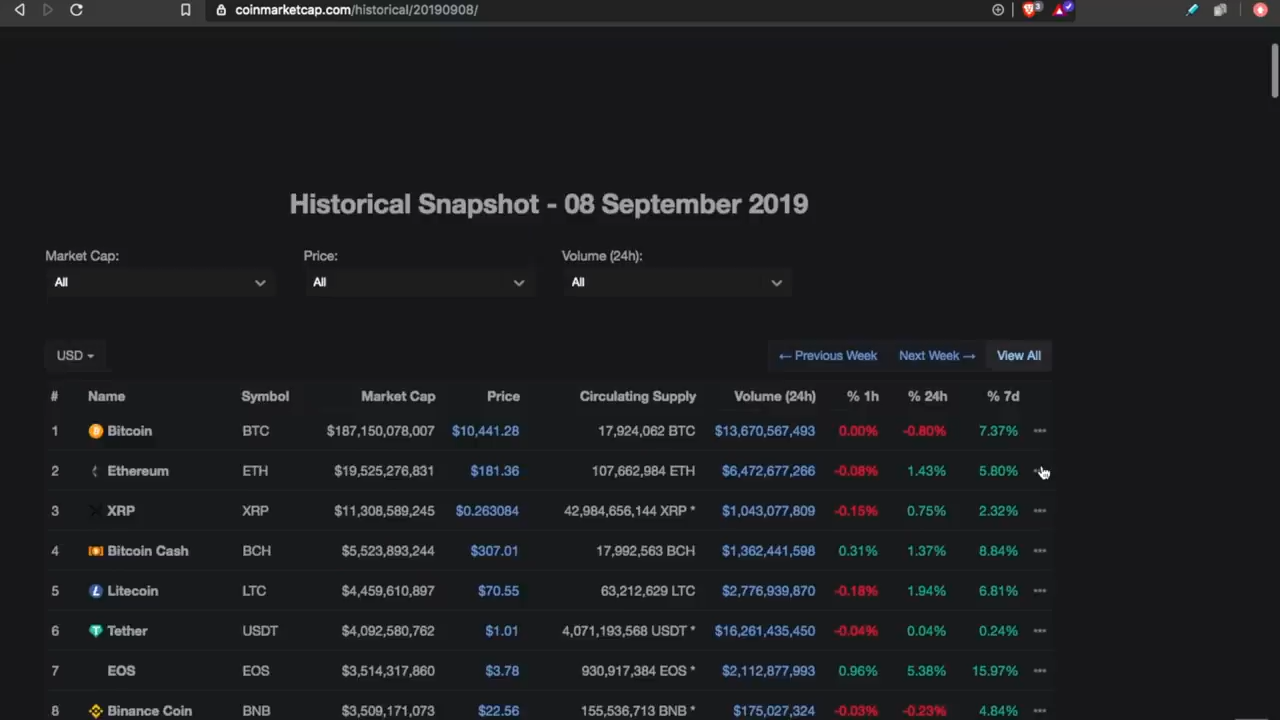 coinmarketcap.com/historical/20190908/
3
Historical Snapshot - 08 September 2019
Market Cap: Price: Volume (24h):
All All All
USD ← Previous Week Next Week → View All
# Name Symbol Market Cap Price Circulating Supply Volume (24h) % 1h % 24h % 7d
1 Bitcoin BTC $187,150,078,007 $10,441.28 17,924,062 BTC $13,670,567,493 0.00% -0.80% 7.37%
2 Ethereum ETH $19,525,276,831 $181.36 107,662,984 ETH $6,472,677,266 -0.08% 1.43% 5.80%
3 XRP XRP $11,308,589,245 $0.263084 42,984,656,144 XRP * $1,043,077,809 -0.15% 0.75% 2.32%
4 Bitcoin Cash BCH $5,523,893,244 $307.01 17,992,563 BCH $1,362,441,598 0.31% 1.37% 8.84%
5 Litecoin LTC $4,459,610,897 $70.55 63,212,629 LTC $2,776,939,870 -0.18% 1.94% 6.81%
6 Tether USDT $4,092,580,762 $1.01 4,071,193,568 USDT * $16,261,435,450 -0.04% 0.04% 0.24%
7 EOS EOS $3,514,317,860 $3.78 930,917,384 EOS * $2,112,877,993 0.96% 5.38% 15.97%
8 Binance Coin BNB $3,509,171,073 $22.56 155,536,713 BNB * $175,027,324 -0.03% -0.23% 4.84%